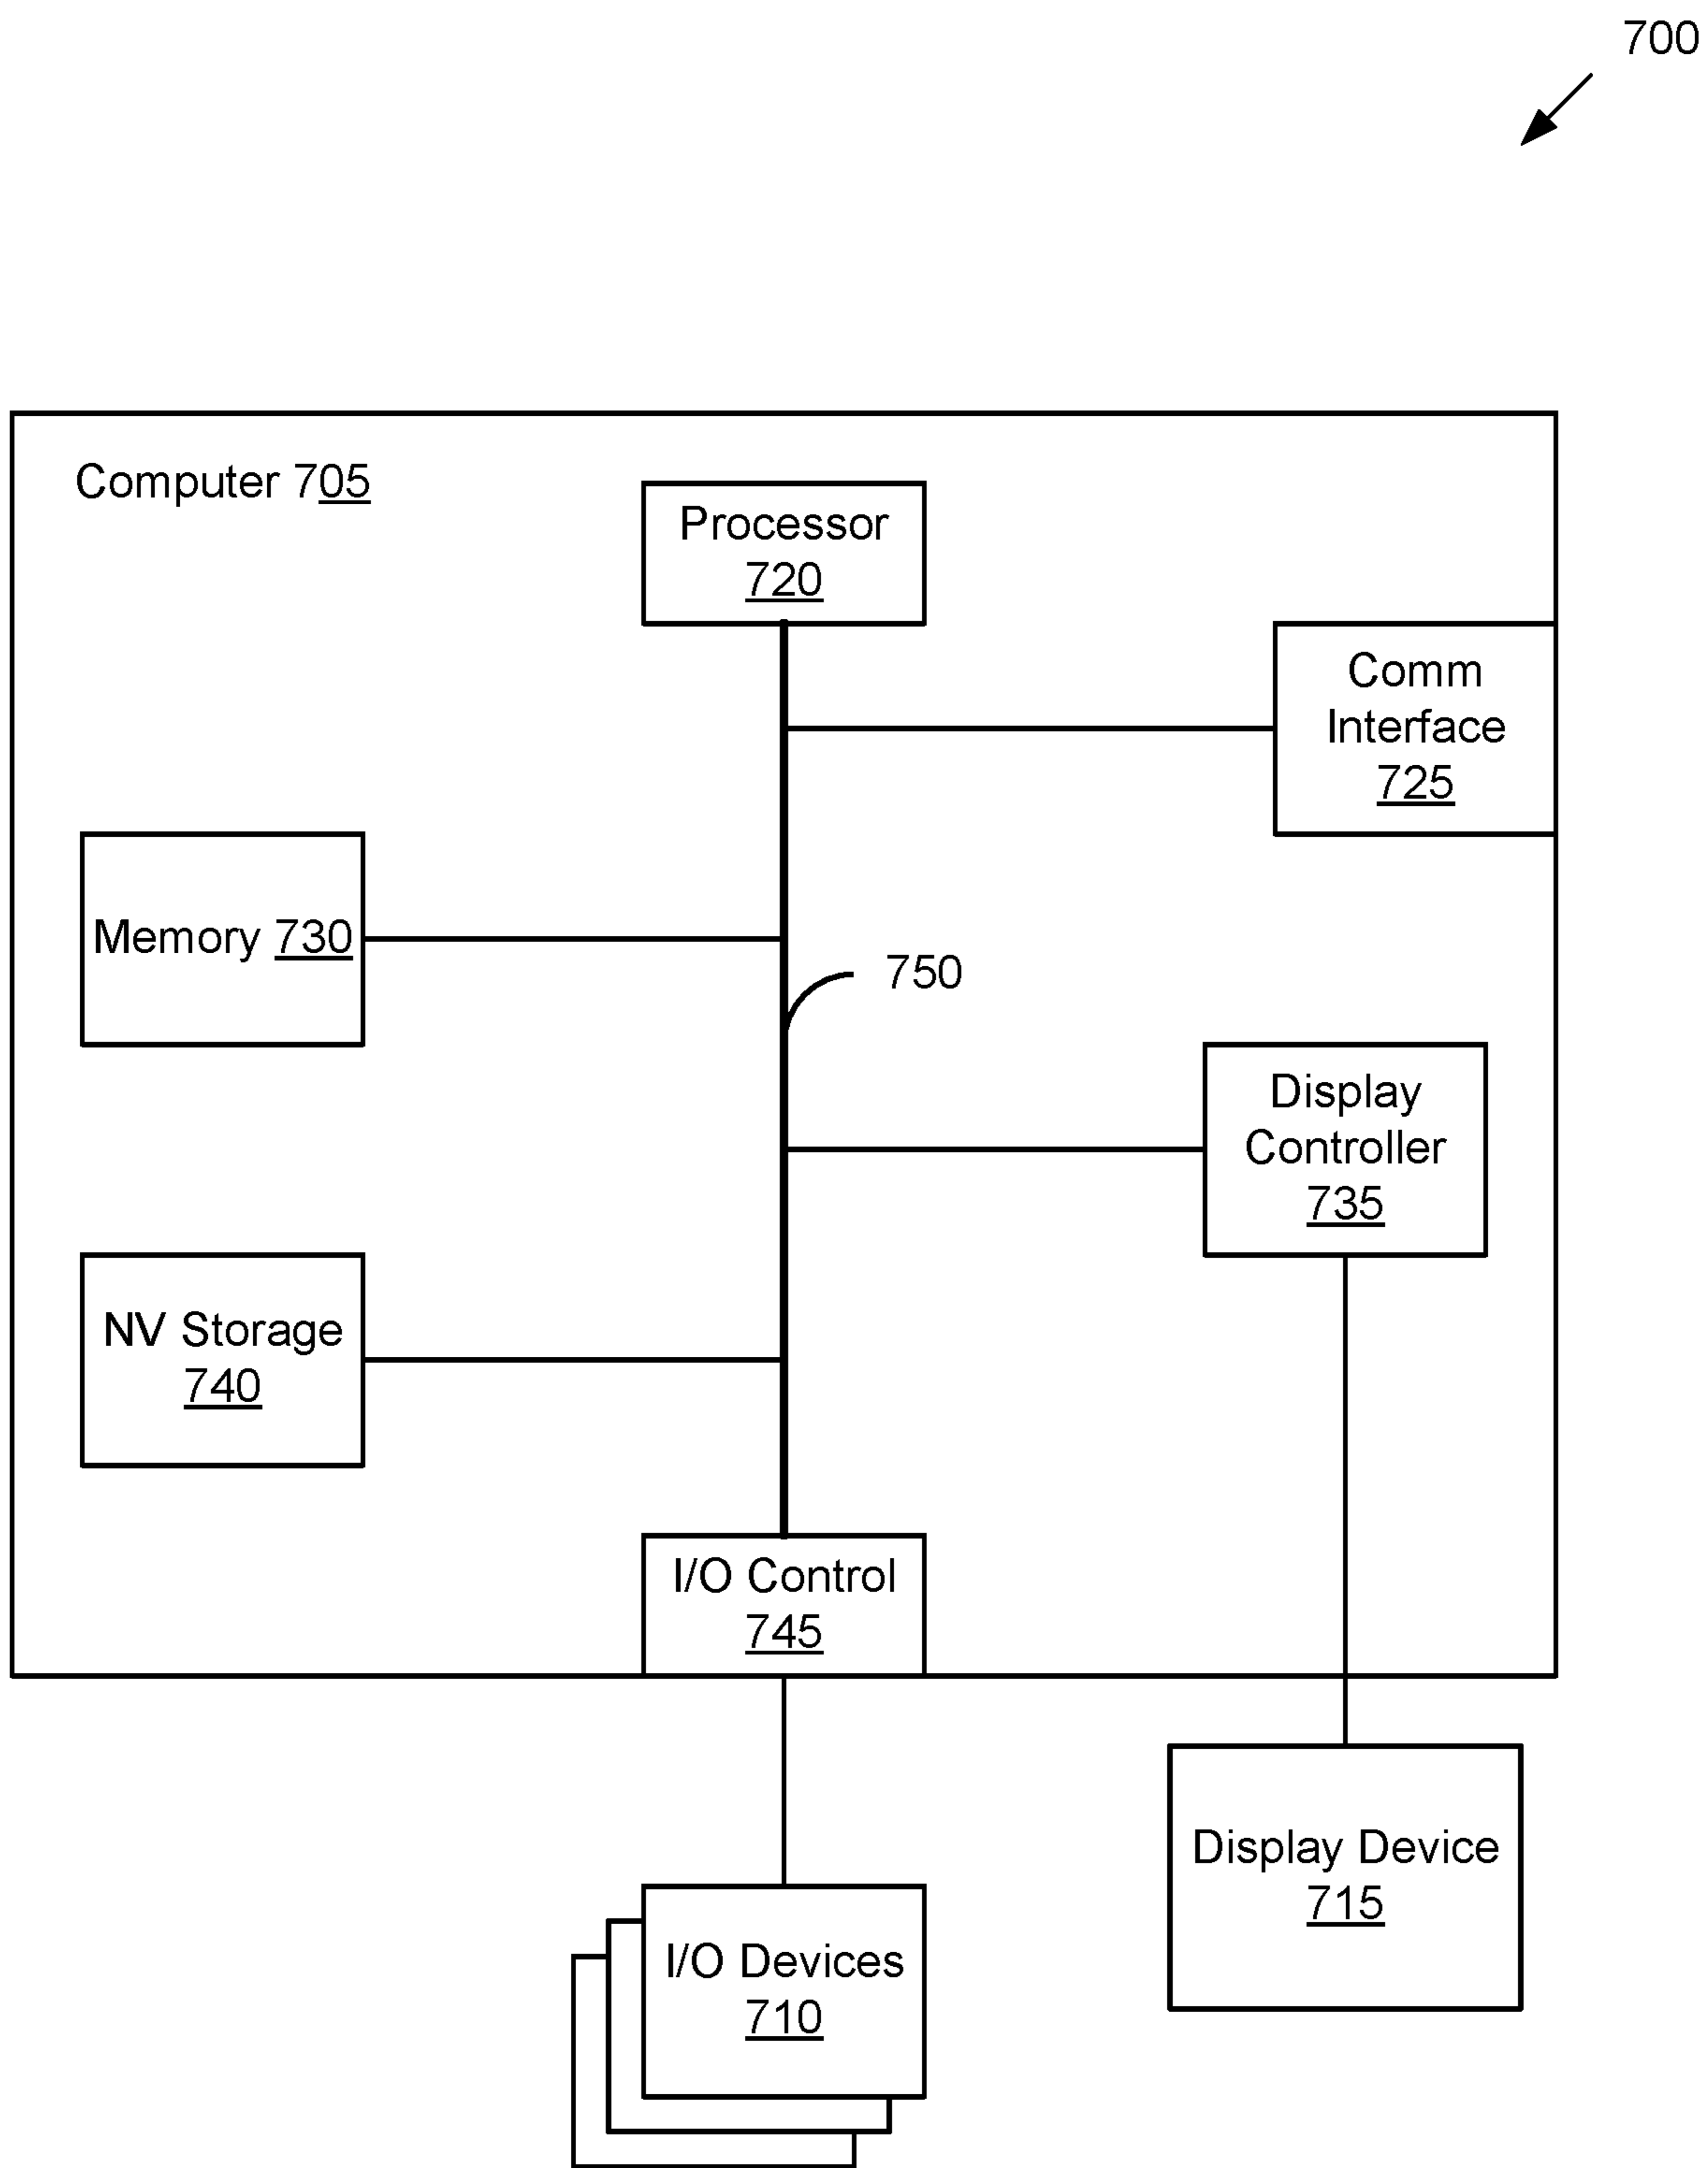 700
Computer 705
Processor
720
Comm
Interface
725
Memory 730
750
Display
Controller
735
NV Storage
740
I/O Control
745
Display Device
715
I/O Devices
710